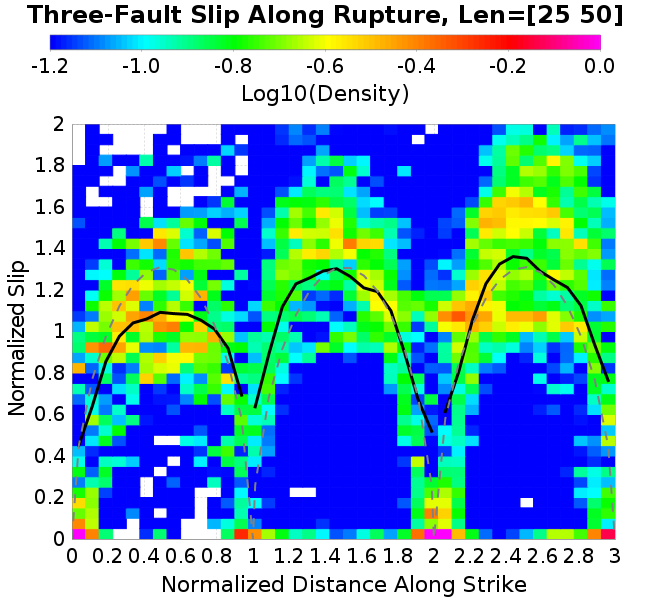 Three-Fault Slip Along Rupture, Len=[25 50]
-1.2 -1.0 -0.8 -0.6 -0.4 -0.2 0.0
Log10(Density)
2
1.8
1.6
1.4
1.2
1
0.8
0.6
0.4
0.2
0
Normalized Slip
0 0.2 0.4 0.6 0.8 1 1.2 1.4 1.6 1.8 2 2.2 2.4 2.6 2.8 3
Normalized Distance Along Strike